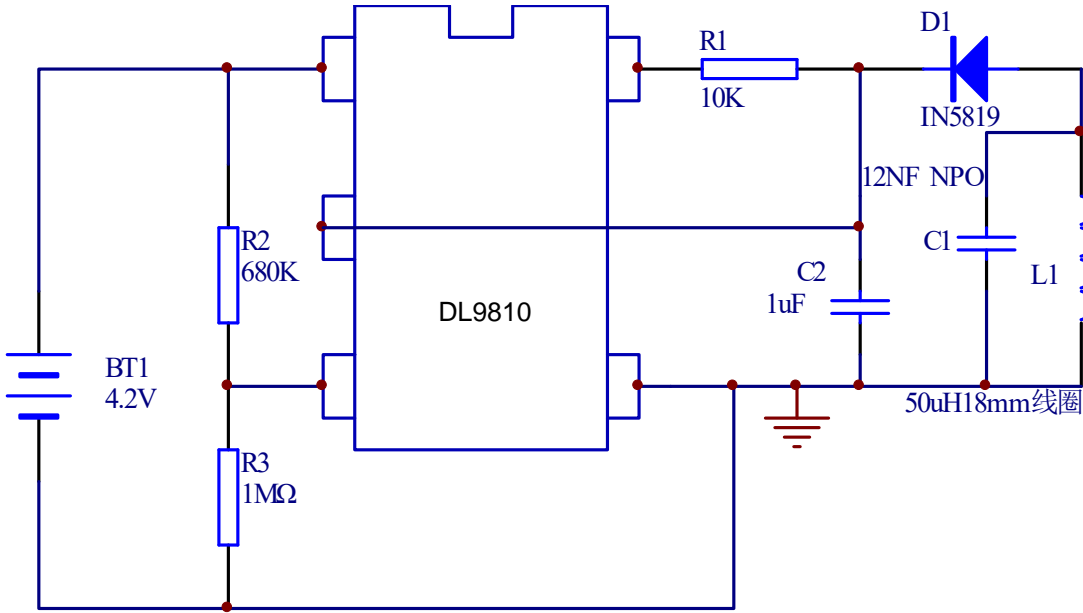 R1
10K
D1
IN5819
12NF NPO
C1
L1
R2
680K
C2
1uF
DL9810
BT1
4.2V
50uH18mm线圈
R3
1MΩ